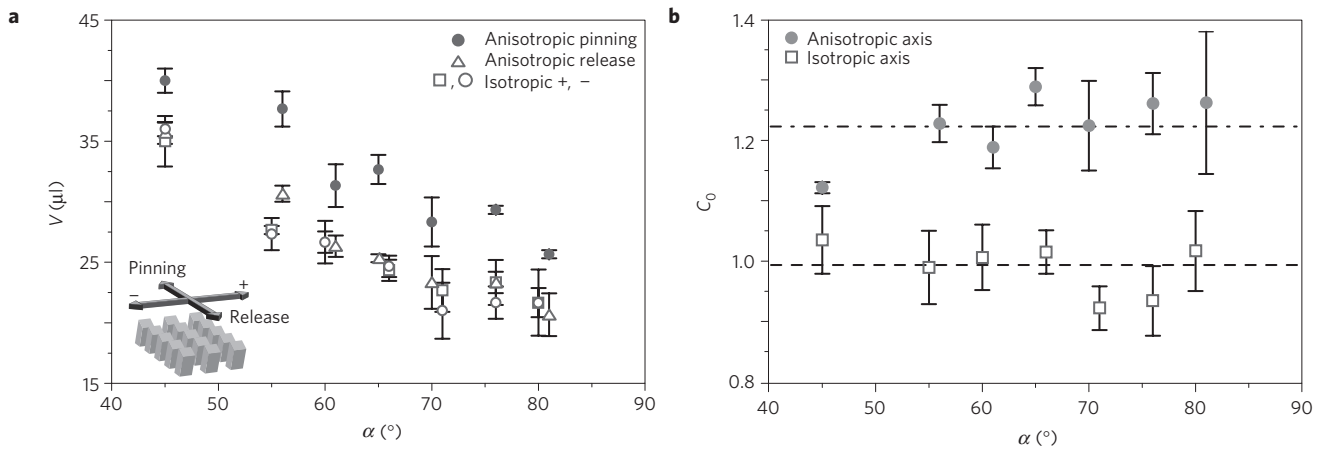 a
45
35
25
15
V (μl)
Anisotropic pinning
Anisotropic release
, Isotropic +, −
Pinning
− +
Release
40 50 60 70 80 90
α (°)
b
1.4
1.2
1.0
0.8
C0
Anisotropic axis
Isotropic axis
40 50 60 70 80 90
α (°)